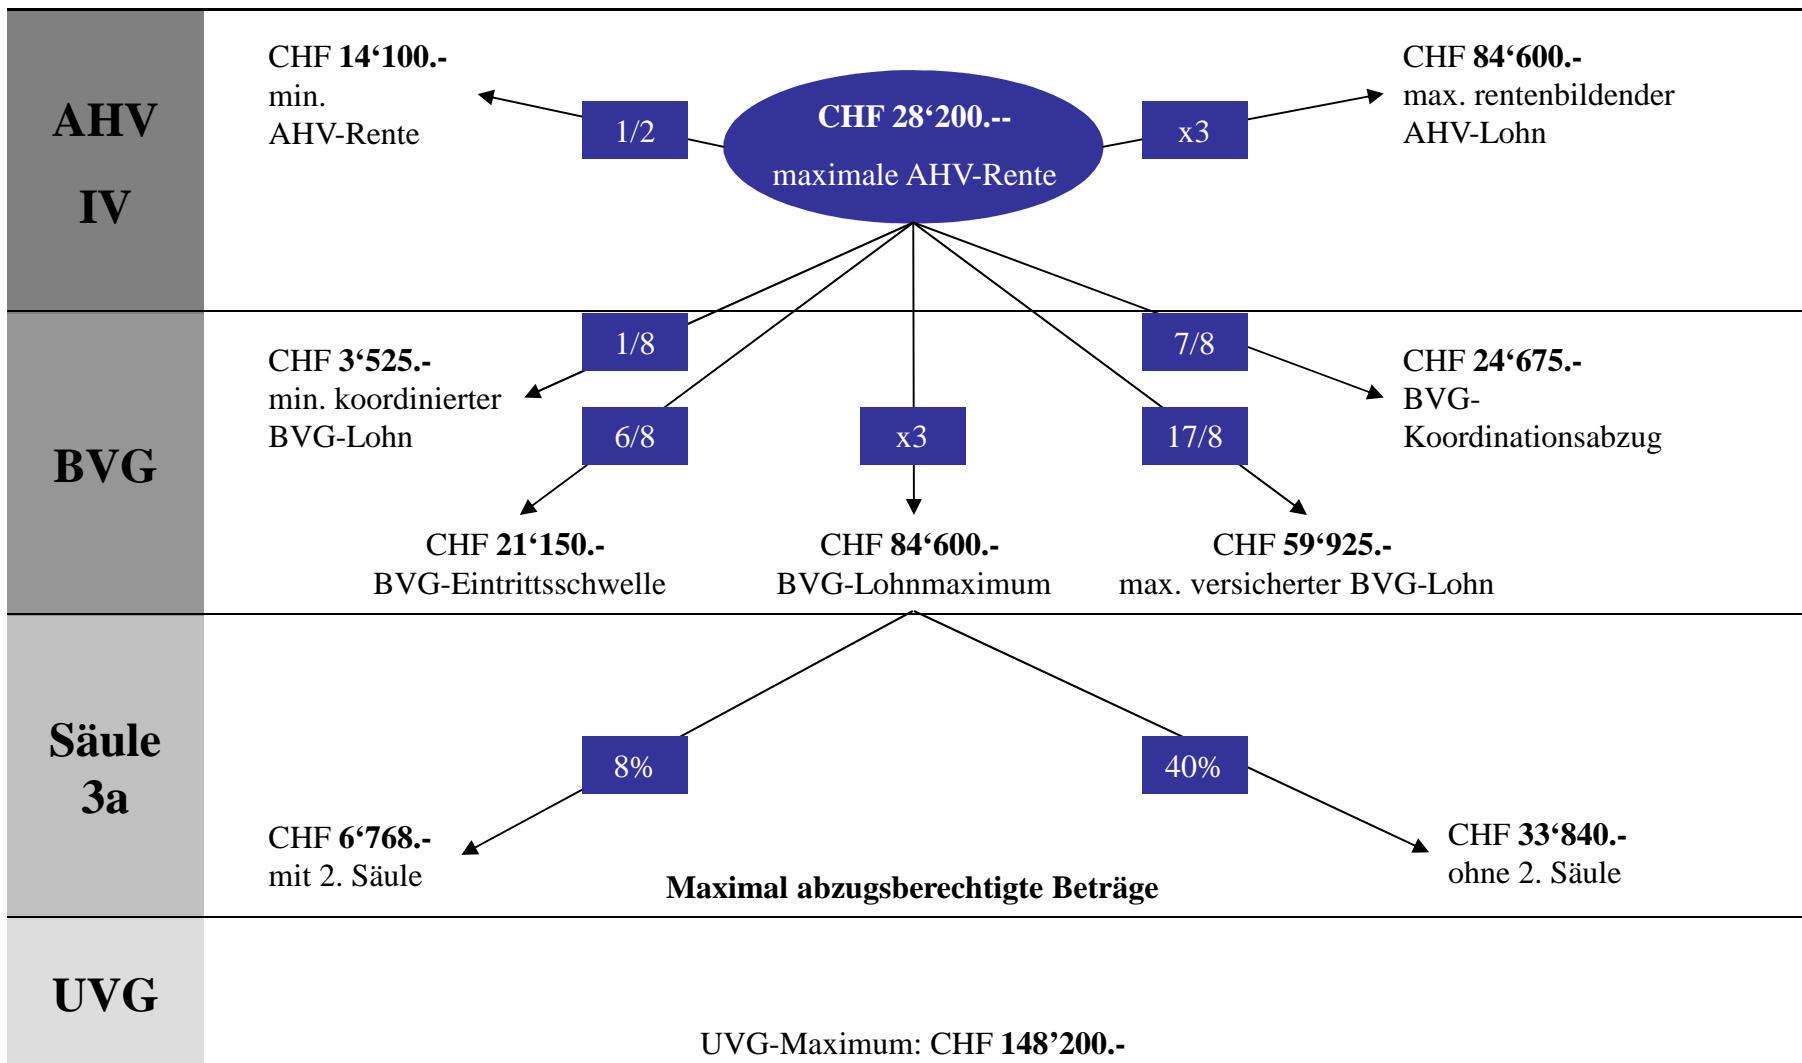 AHV
IV
CHF 14‘100.-
min.
AHV-Rente
1/2
CHF 28‘200.--
maximale AHV-Rente
x3
CHF 84‘600.-
max. rentenbildender
AHV-Lohn
BVG
1/8
CHF 3‘525.-
min. koordinierter
BVG-Lohn
6/8
x3
7/8
17/8
CHF 24‘675.-
BVG-
Koordinationsabzug
CHF 21‘150.-
BVG-Eintrittsschwelle
CHF 84‘600.-
BVG-Lohnmaximum
CHF 59‘925.-
max. versicherter BVG-Lohn
Säule
3a
8%
40%
CHF 6‘768.-
mit 2. Säule
Maximal abzugsberechtigte Beträge
CHF 33‘840.-
ohne 2. Säule
UVG
UVG-Maximum: CHF 148’200.-